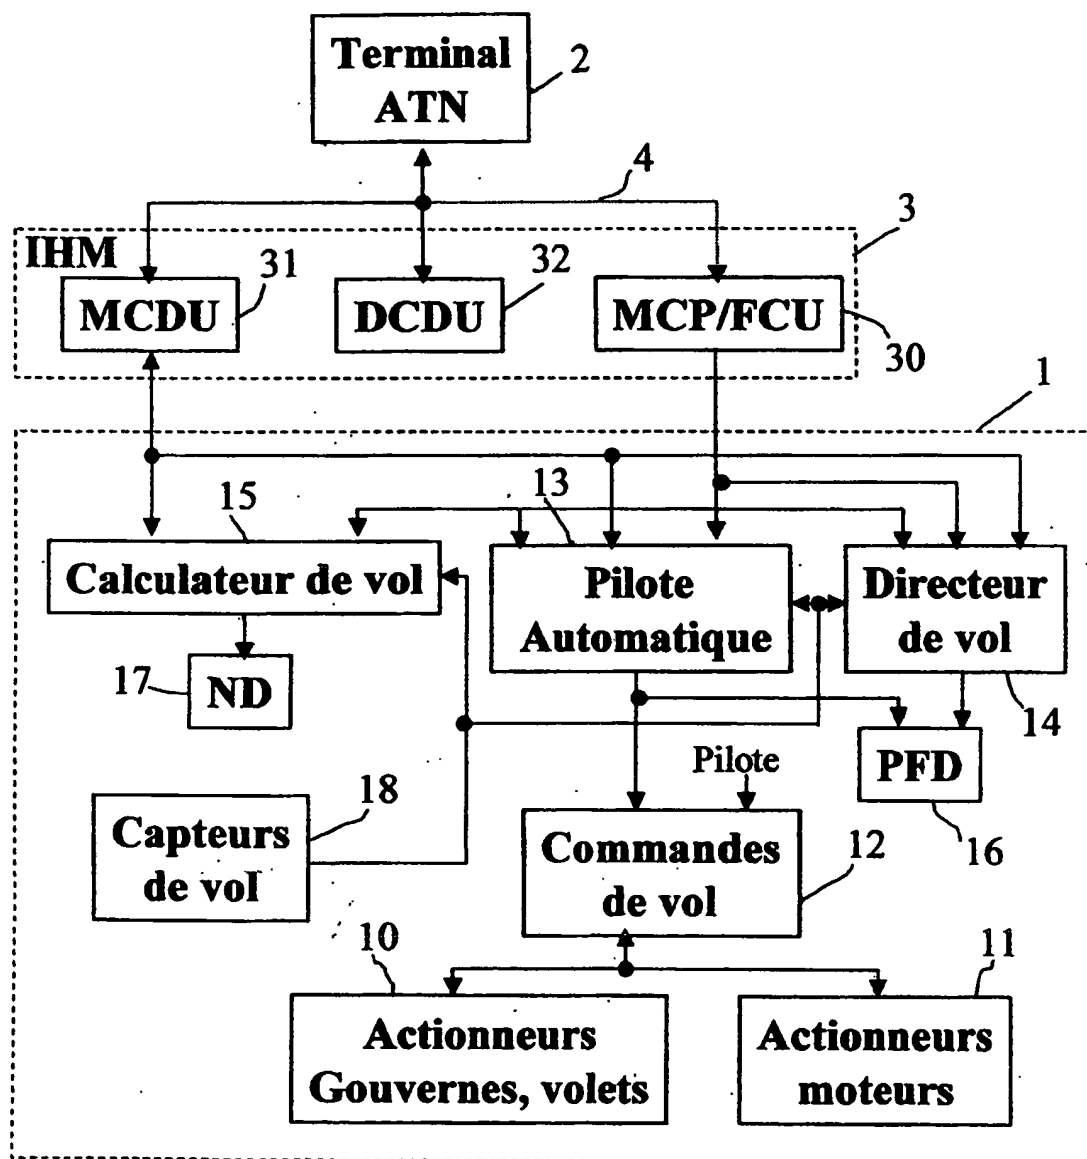 Terminal
ATN
2
4
3
IHM
31
32
MCDU
DCDU
MCP/FCU
30
1
15
13
Calculateur de vol
Pilote
Automatique
Directeur
de vol
17
ND
14
Pilote
PFD
18
Capteurs
de vol
Commandes
de vol
12
16
10
11
Actionneurs
Gouvernes, volets
Actionneurs
moteurs